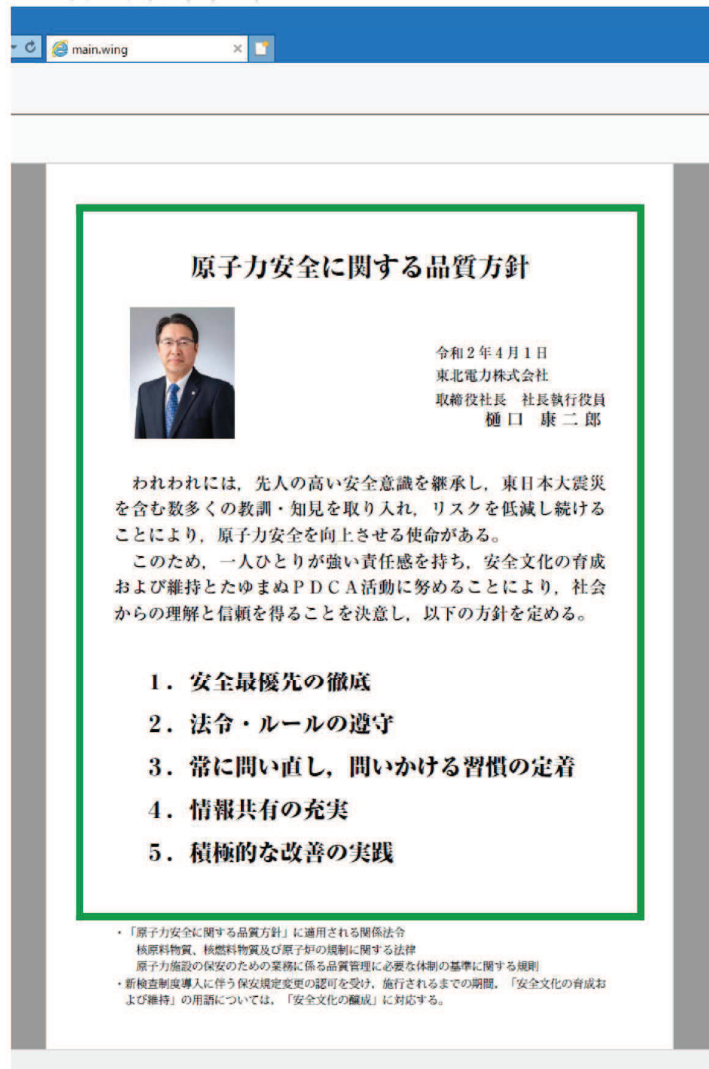 main.wing
原子力安全に関する品質方針
令和２年４月１日
東北電力株式会社
取締役社長　社長執行役員
樋口　康二郎
われわれには，先人の高い安全意識を継承し，東日本大震災
を含む数多くの教訓・知見を取り入れ，リスクを低減し続ける
ことにより，原子力安全を向上させる使命がある。
このため，一人ひとりが強い責任感を持ち，安全文化の育成
および維持とたゆまぬＰＤＣＡ活動に努めることにより，社会
からの理解と信頼を得ることを決意し，以下の方針を定める。
１．安全最優先の徹底
２．法令・ルールの遵守
３．常に問い直し，問いかける習慣の定着
４．情報共有の充実
５．積極的な改善の実践
・「原子力安全に関する品質方針」に適用される関係法令
核原料物質、核燃料物質及び原子炉の規制に関する法律
原子力施設の保安のための業務に係る品質管理に必要な体制の基準に関する規則
・新検査制度導入に伴う保安規定変更の認可を受け，施行されるまでの期間，「安全文化の育成お
よび維持」の用語については，「安全文化の醸成」に対応する。